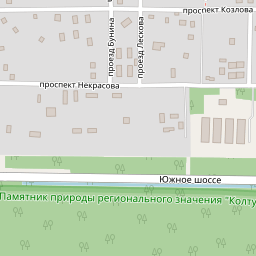 проспект Козлова
проезд Бунина
проезд Лескова
проспект Некрасова
Южное шоссе
Памятник природы регионального значения "Колту